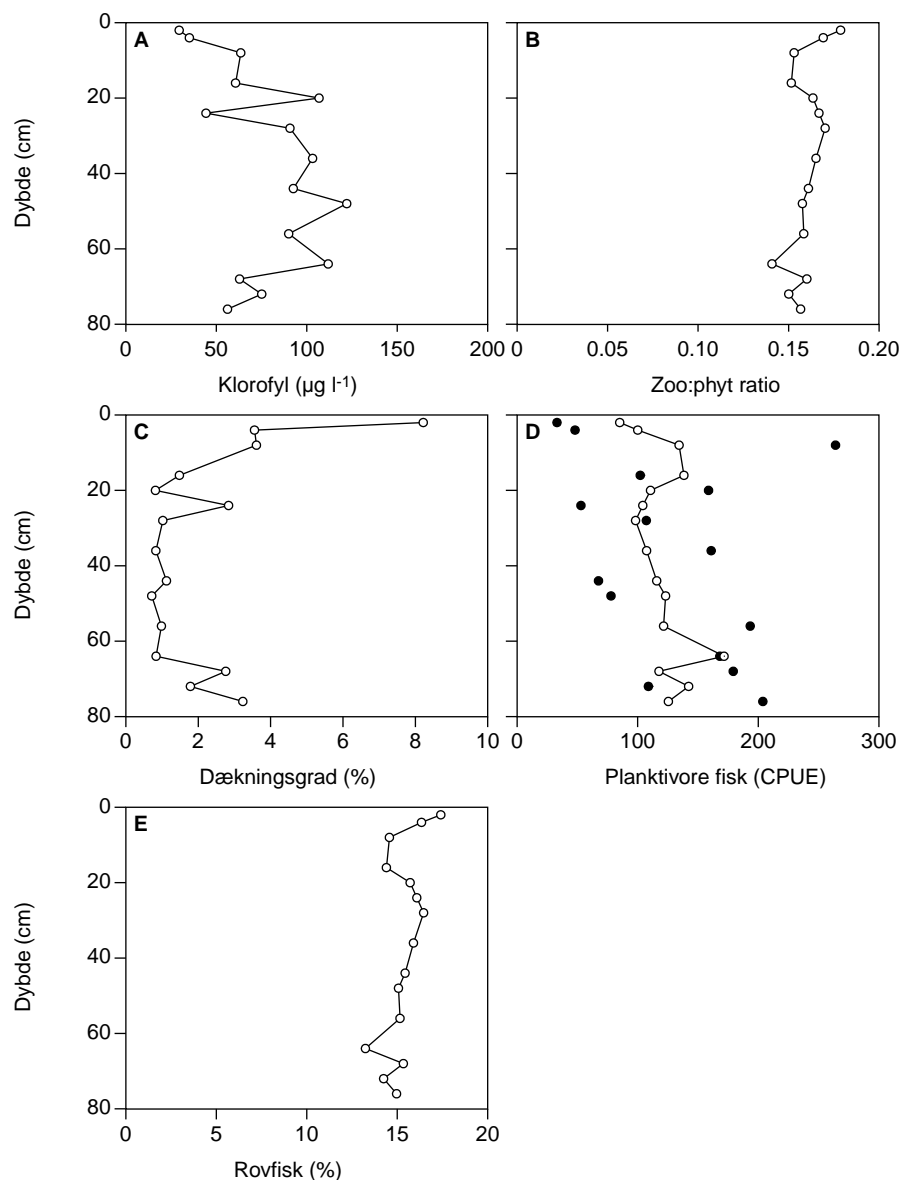 A
B
0
20
40
60
80
Dybde (cm)
0 50 100 150 200
Klorofyl (µg l-1)
0 0.05 0.10 0.15 0.20
Zoo:phyt ratio
C
D
0
20
40
60
80
Dybde (cm)
0 2 4 6 8 10
Dækningsgrad (%)
0 100 200 300
Planktivore fisk (CPUE)
E
0
20
40
60
80
Dybde (cm)
0 5 10 15 20
Rovfisk (%)